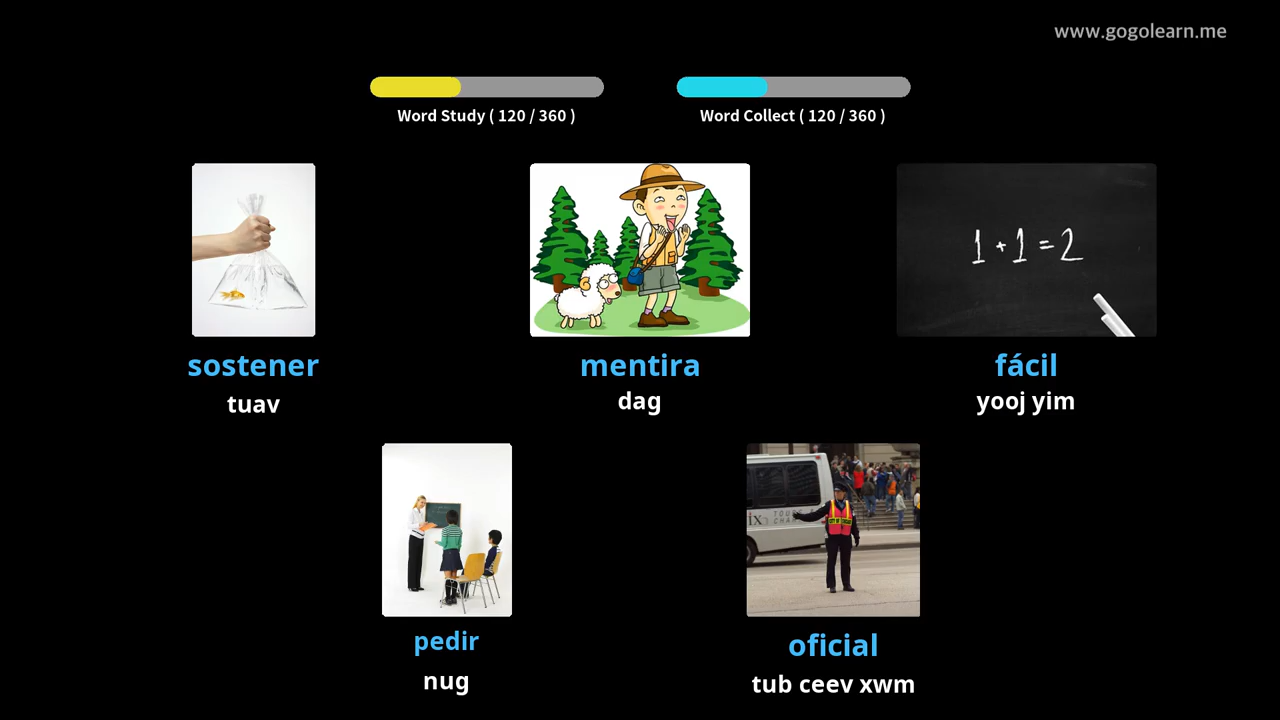 www.gogolearn.me
Word Study ( 120 / 360 )
Word Collect ( 120 / 360 )
1 + 1 = 2
sostener
tuav
mentira
dag
fácil
yooj yim
pedir
nug
oficial
tub ceev xwm